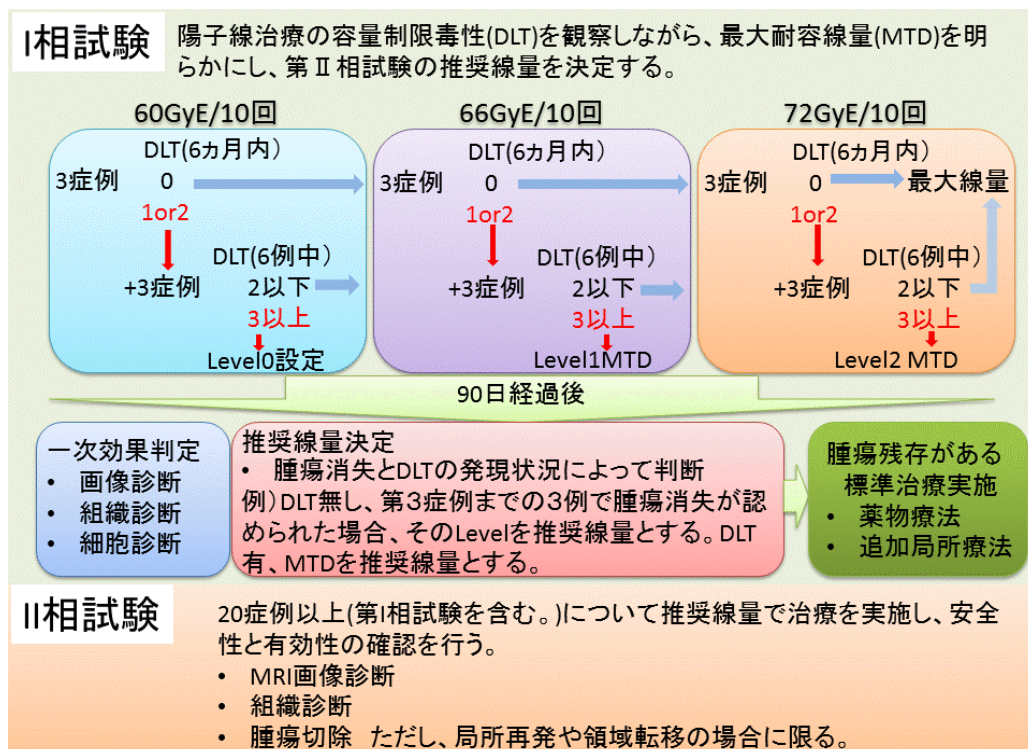 I相試験
陽子線治療の容量制限毒性(DLT)を観察しながら、最大耐容線量(MTD)を明
らかにし、第Ⅱ相試験の推奨線量を決定する。
60GyE/10回
DLT(6ヵ月内)
3症例 0
1or2
DLT(6例中)
+3症例 2以下
3以上
Level0設定
66GyE/10回
DLT(6ヵ月内)
3症例 0
1or2
DLT(6例中)
+3症例 2以下
3以上
Level1MTD
72GyE/10回
DLT(6ヵ月内)
3症例 0 最大線量
1or2
DLT(6例中)
+3症例 2以下
3以上
Level2 MTD
90日経過後
一次効果判定
• 画像診断
• 組織診断
• 細胞診断
推奨線量決定
• 腫瘍消失とDLTの発現状況によって判断
例)DLT無し、第3症例までの3例で腫瘍消失が認
められた場合、そのLevelを推奨線量とする。DLT
有、MTDを推奨線量とする。
腫瘍残存がある
標準治療実施
• 薬物療法
• 追加局所療法
II相試験
20症例以上(第I相試験を含む。)について推奨線量で治療を実施し、安全
性と有効性の確認を行う。
• MRI画像診断
• 組織診断
• 腫瘍切除 ただし、局所再発や領域転移の場合に限る。